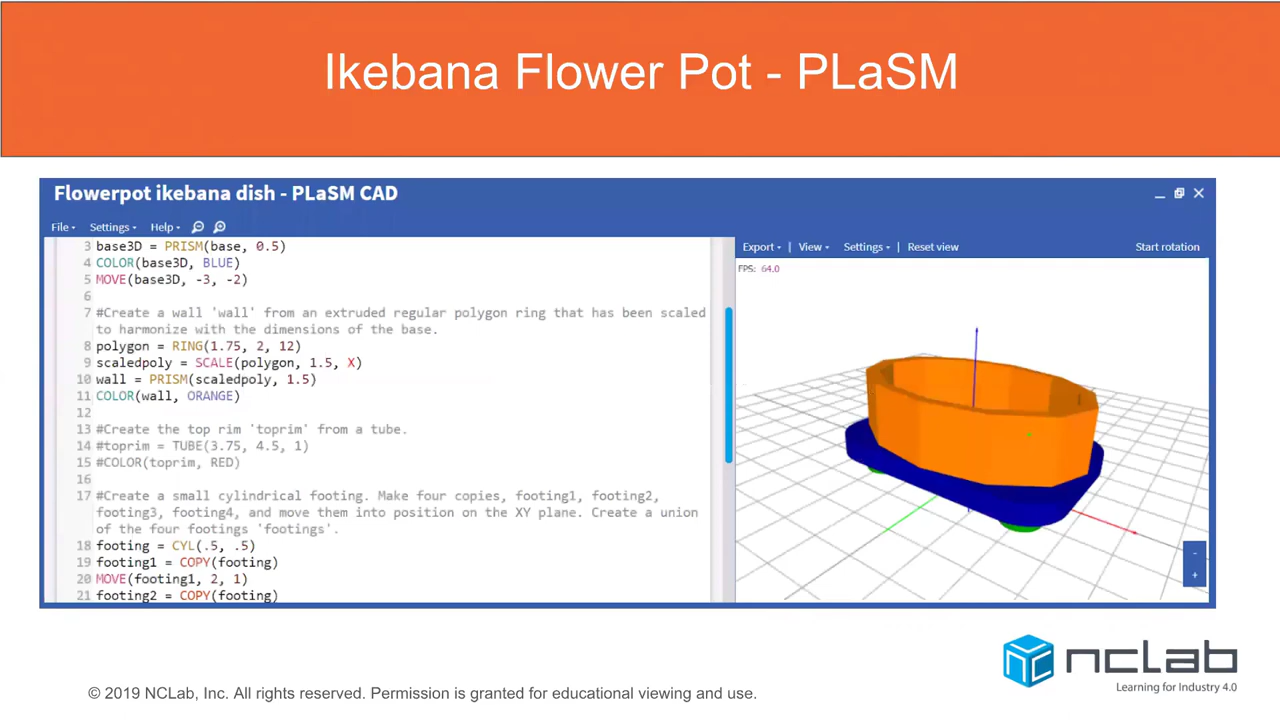 Ikebana Flower Pot - PLaSM
Flowerpot ikebana dish - PLaSM CAD
File
Settings
Help
3 base3D = PRISM(base, 0.5)
4 COLOR(base3D, BLUE)
5 MOVE(base3D, -3, -2)
6
7 #Create a wall 'wall' from an extruded regular polygon ring that has been scaled
to harmonize with the dimensions of the base.
8 polygon = RING(1.75, 2, 12)
9 scaledpoly = SCALE(polygon, 1.5, X)
10 wall = PRISM(scaledpoly, 1.5)
11 COLOR(wall, ORANGE)
12
13 #Create the top rim 'toprim' from a tube.
14 #toprim = TUBE(3.75, 4.5, 1)
15 #COLOR(toprim, RED)
16
17 #Create a small cylindrical footing. Make four copies, footing1, footing2,
footing3, footing4, and move them into position on the XY plane. Create a union
of the four footings 'footings'.
18 footing = CYL(.5, .5)
19 footing1 = COPY(footing)
20 MOVE(footing1, 2, 1)
21 footing2 = COPY(footing)
Export | View | Settings | Reset view
Start rotation
FPS: 64.0
-
+
nclab
Learning for Industry 4.0
© 2019 NCLab, Inc. All rights reserved. Permission is granted for educational viewing and use.